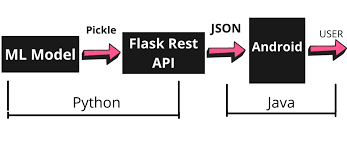 Pickle
ML Model
Flask Rest
API
JSON
Android
USER
Python
Java